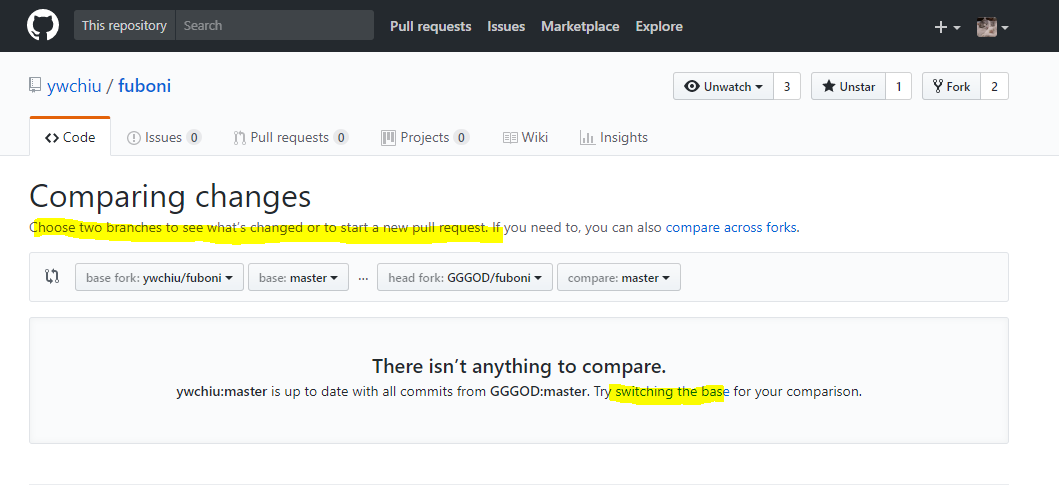 This repository Search Pull requests Issues Marketplace Explore
ywchiu / fuboni Unwatch 3 Unstar 1 Fork 2
Code Issues 0 Pull requests 0 Projects 0 Wiki Insights
Comparing changes
Choose two branches to see what's changed or to start a new pull request. If you need to, you can also compare across forks.
base fork: ywchiu/fuboni base: master ... head fork: GGGOD/fuboni compare: master
There isn't anything to compare.
ywchiu:master is up to date with all commits from GGGOD:master. Try switching the base for your comparison.